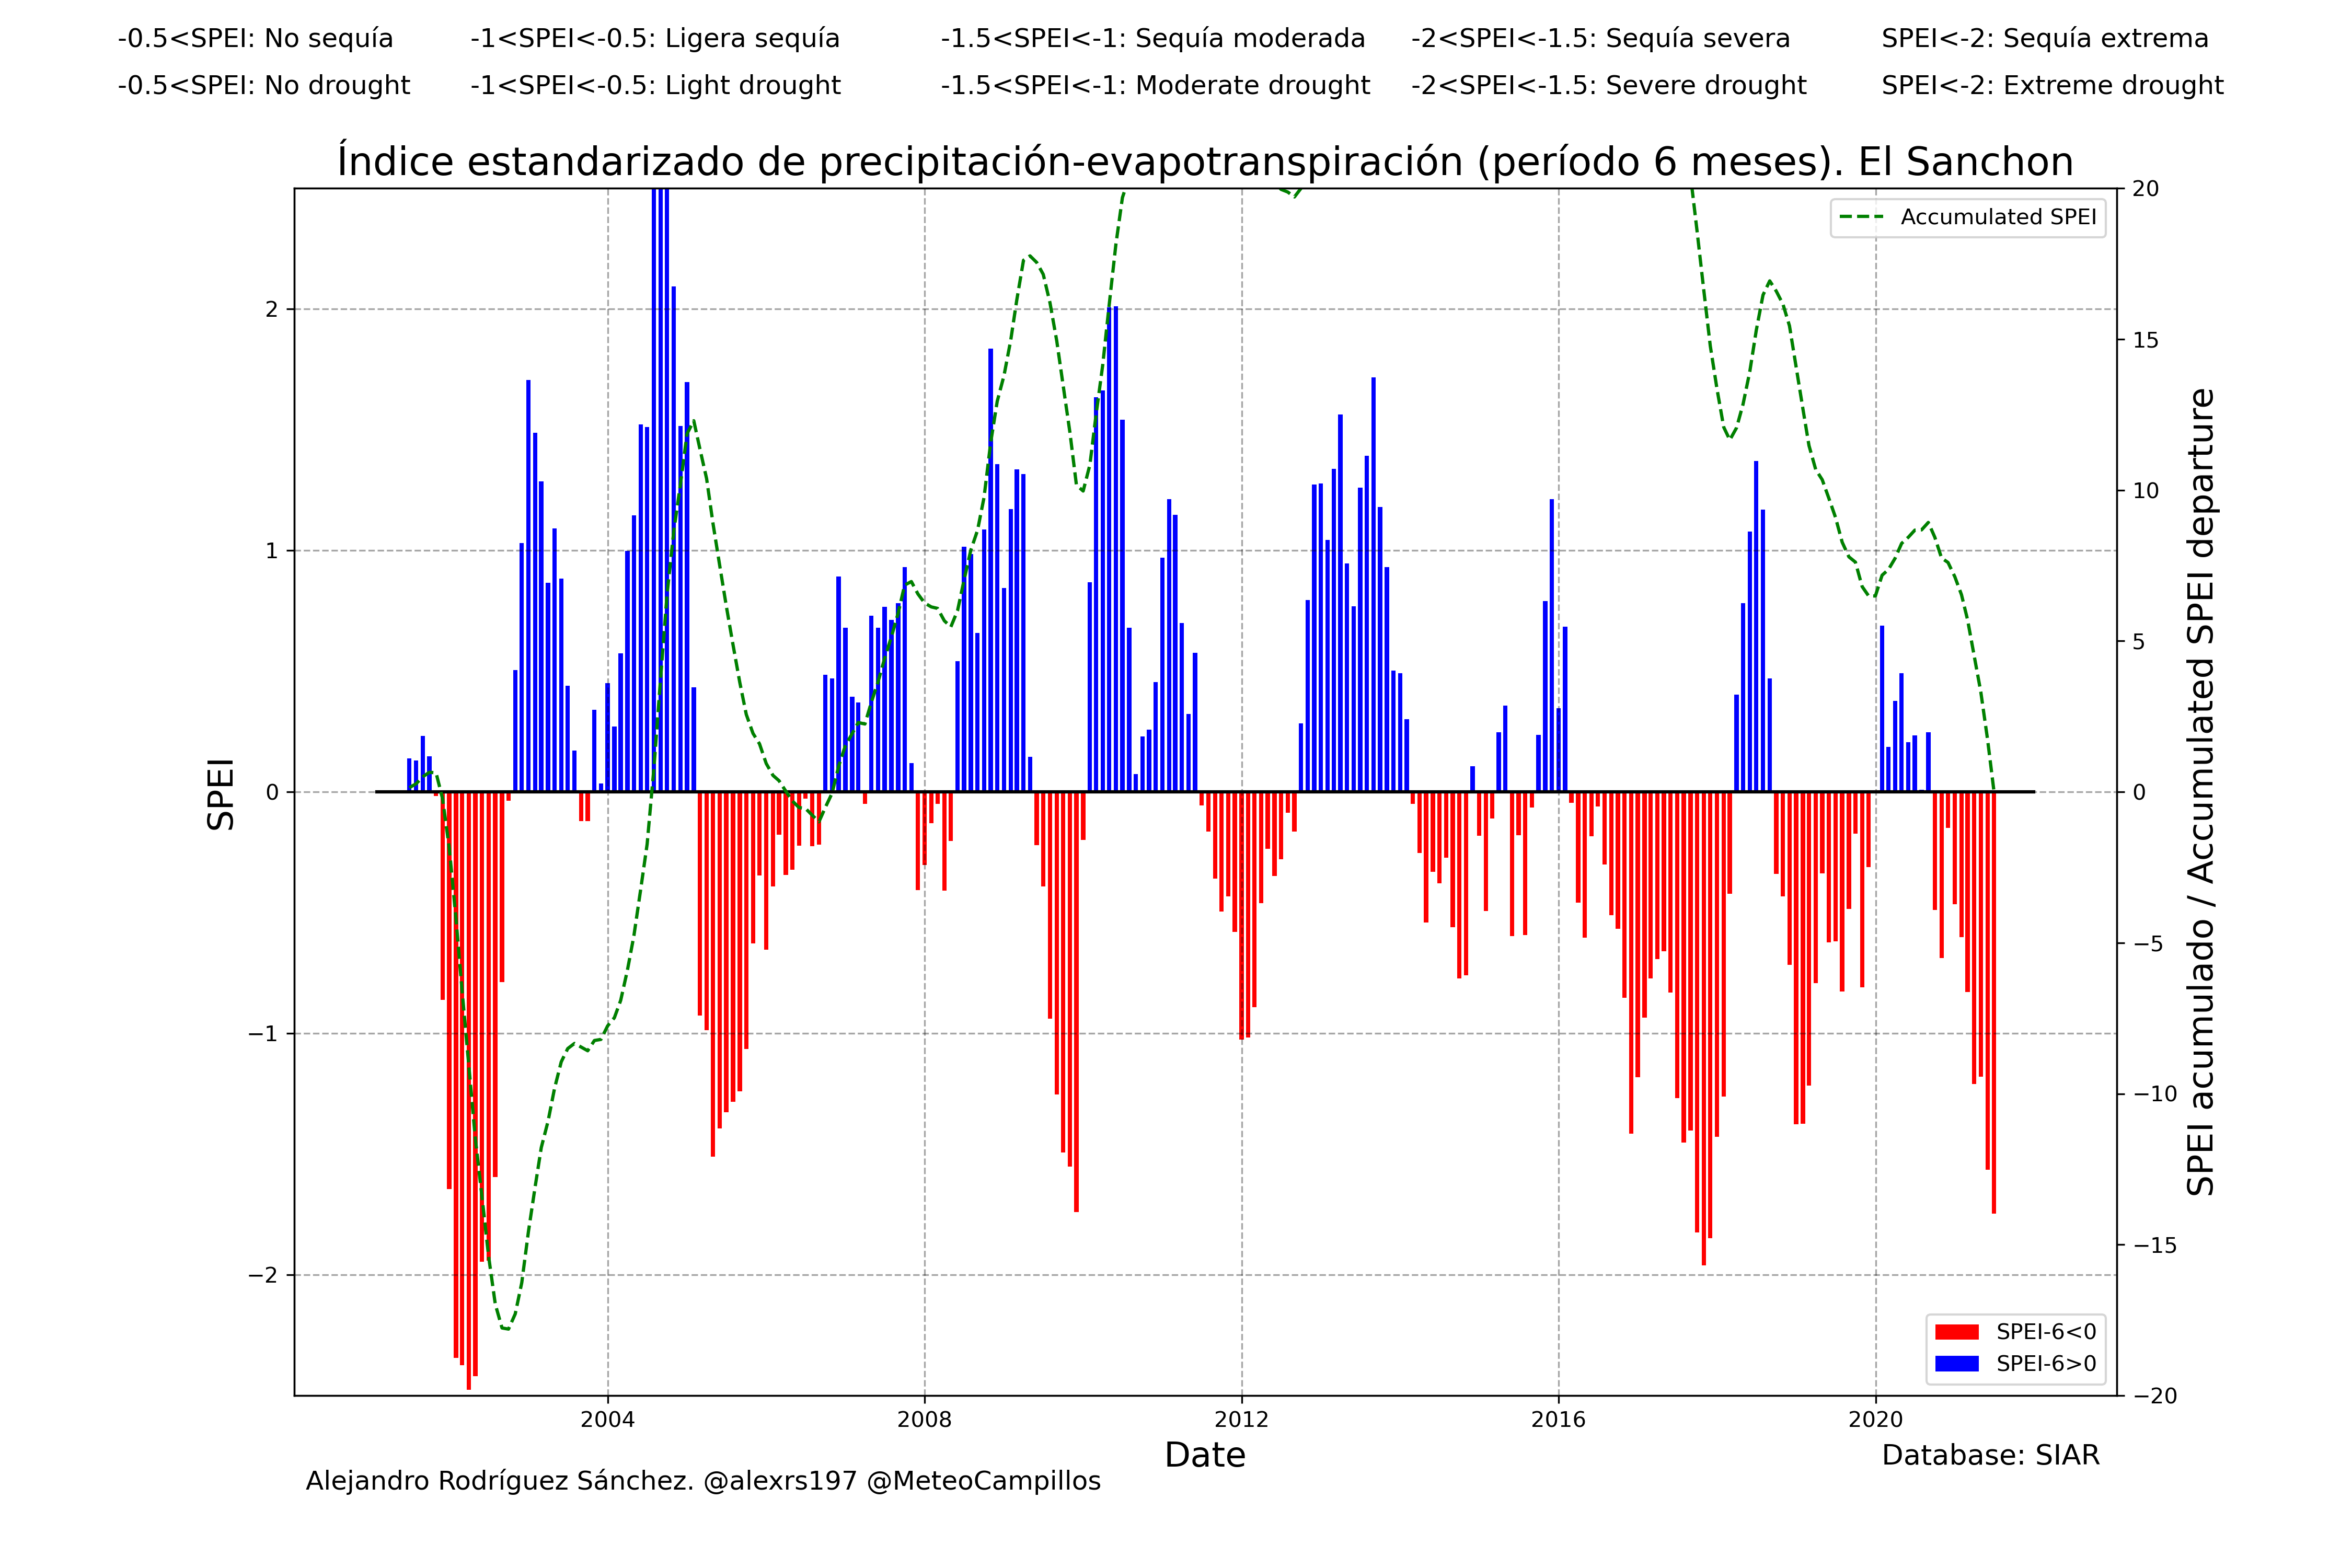 -0.5<SPEI: No sequía -1<SPEI<-0.5: Ligera sequía -1.5<SPEI<-1: Sequía moderada -2<SPEI<-1.5: Sequía severa SPEI<-2: Sequía extrema
-0.5<SPEI: No drought -1<SPEI<-0.5: Light drought -1.5<SPEI<-1: Moderate drought -2<SPEI<-1.5: Severe drought SPEI<-2: Extreme drought
Índice estandarizado de precipitación-evapotranspiración (período 6 meses). El Sanchon
Accumulated SPEI
SPEI
2
1
0
−1
−2
20
15
10
5
0
−5
−10
−15
−20
SPEI acumulado / Accumulated SPEI departure
SPEI-6<0
SPEI-6>0
2004 2008 2012 2016 2020
Date
Database: SIAR
Alejandro Rodríguez Sánchez. @alexrs197 @MeteoCampillos